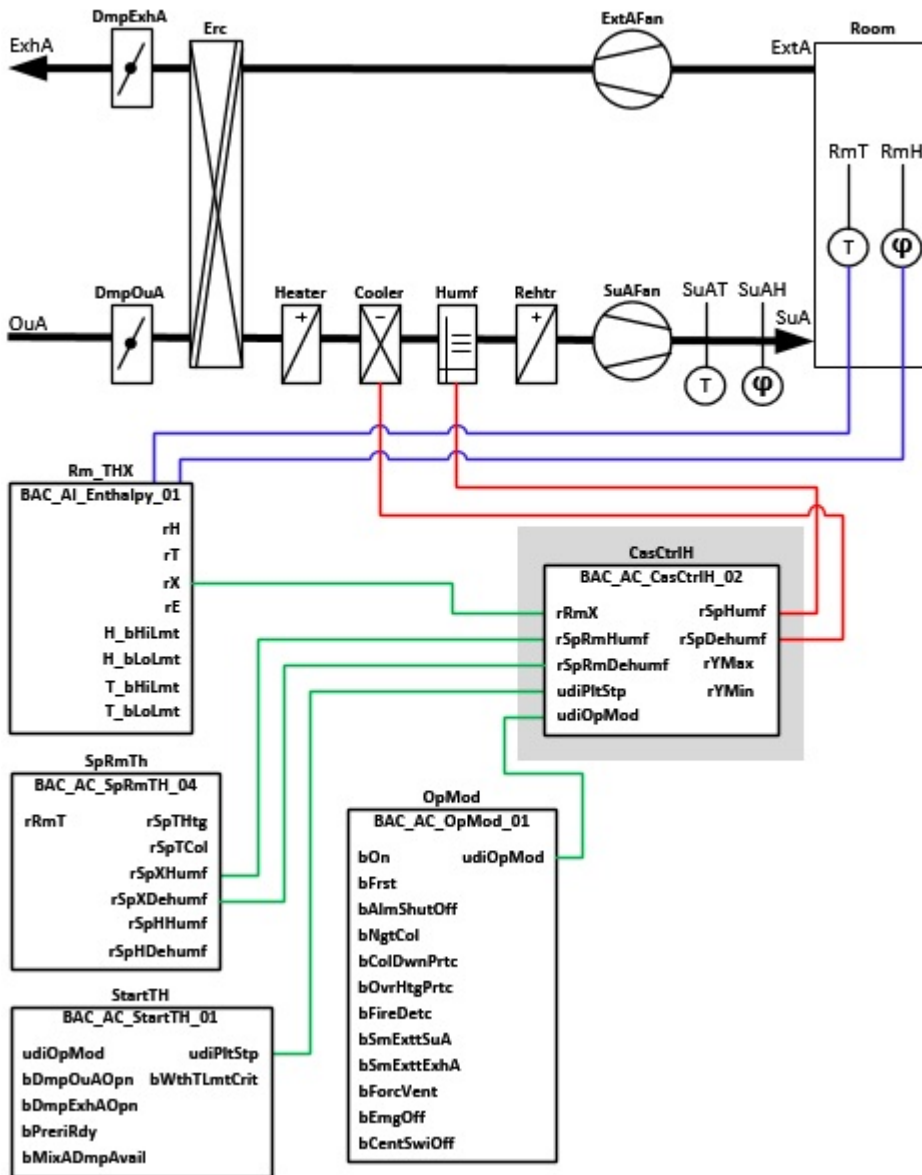 DmpExhA
Erc
ExtAFan
Room
ExhA
ExtA
RmT
RmH
T
φ
DmpOuA
Heater
Cooler
Humf
Rehtr
SuAFan
SuAT
SuAH
OuA
SuA
+
−
+
T
φ
Rm_THX
BAC_AI_Enthalpy_01
rH
rT
rX
rE
H_bHiLmt
H_bLoLmt
T_bHiLmt
T_bLoLmt
CasCtrlH
BAC_AC_CasCtrlH_02
rRmX
rSpHumf
rSpRmHumf
rSpDehumf
rSpRmDehumf
rYMax
udiPltStp
rYMin
udiOpMod
SpRmTh
BAC_AC_SpRmTH_04
rRmT
rSpTHtg
rSpTCol
rSpXHumf
rSpXDehumf
rSpHHumf
rSpHDehumf
OpMod
BAC_AC_OpMod_01
bOn
udiOpMod
bFrst
bAlmShutOff
bNgtCol
bColDwnPrtc
bOvrHtgPrtc
bFireDetc
bSmExttSuA
bSmExttExhA
bForcVent
bEmgOff
bCentSwiOff
StartTH
BAC_AC_StartTH_01
udiOpMod
udiPltStp
bDmpOuAOpn
bWthTLmtCrit
bDmpExhAOpn
bPreriRdy
bMixADmpAvail